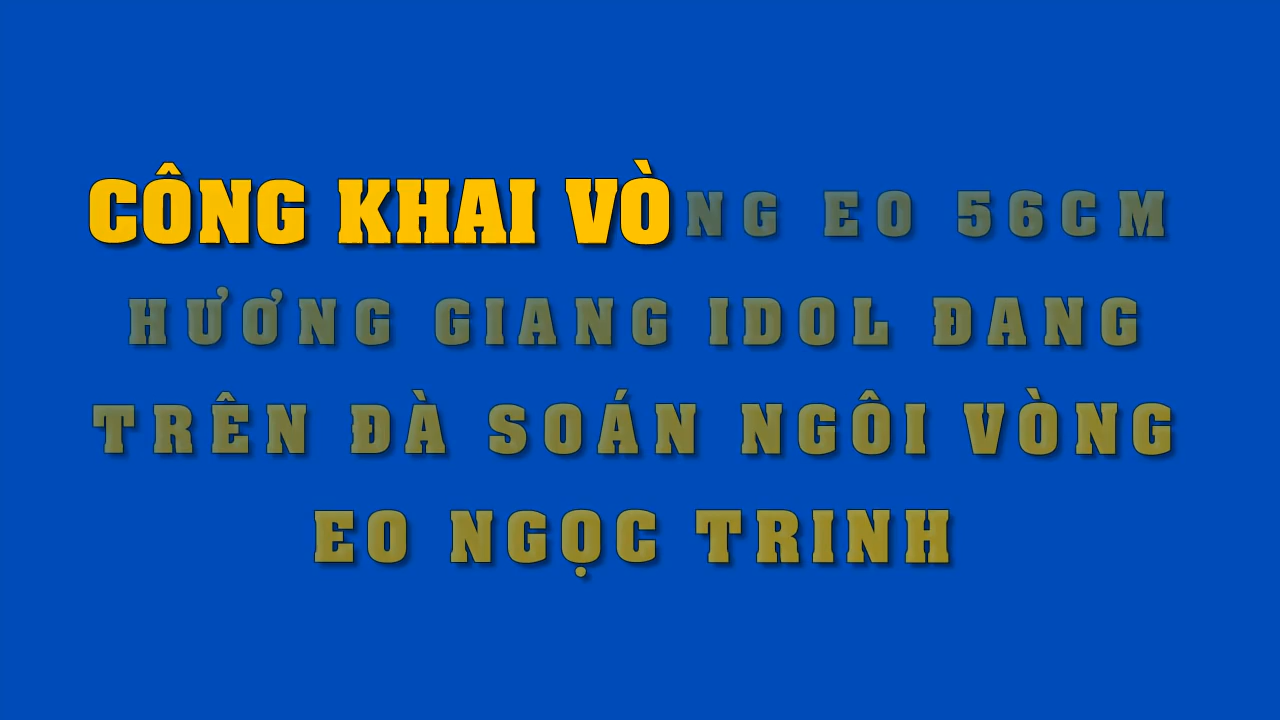 CÔNG KHAI VÒNG EO 56CM
HƯƠNG GIANG IDOL ĐANG
TRÊN ĐÀ SOÁN NGÔI VÒNG
EO NGỌC TRINH